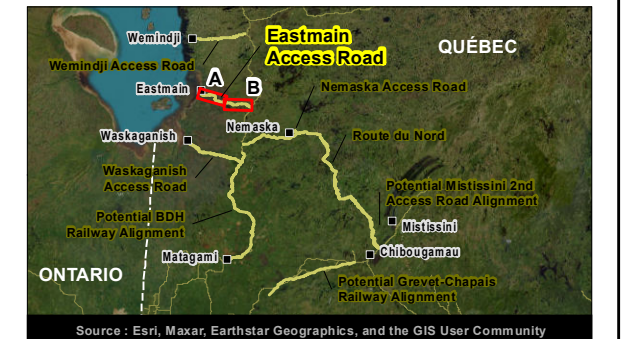 Wemindji
Eastmain
Access Road
QUÉBEC
Wemindji Access Road
A
B
Eastmain
Nemaska Access Road
Nemaska
Waskaganish
Route du Nord
Waskaganish
Access Road
Potential Mistissini 2nd
Access Road Alignment
Potential BDH
Railway Alignment
Mistissini
Matagami
Chibougamau
ONTARIO
Potential Grevet-Chapais
Railway Alignment
Source : Esri, Maxar, Earthstar Geographics, and the GIS User Community